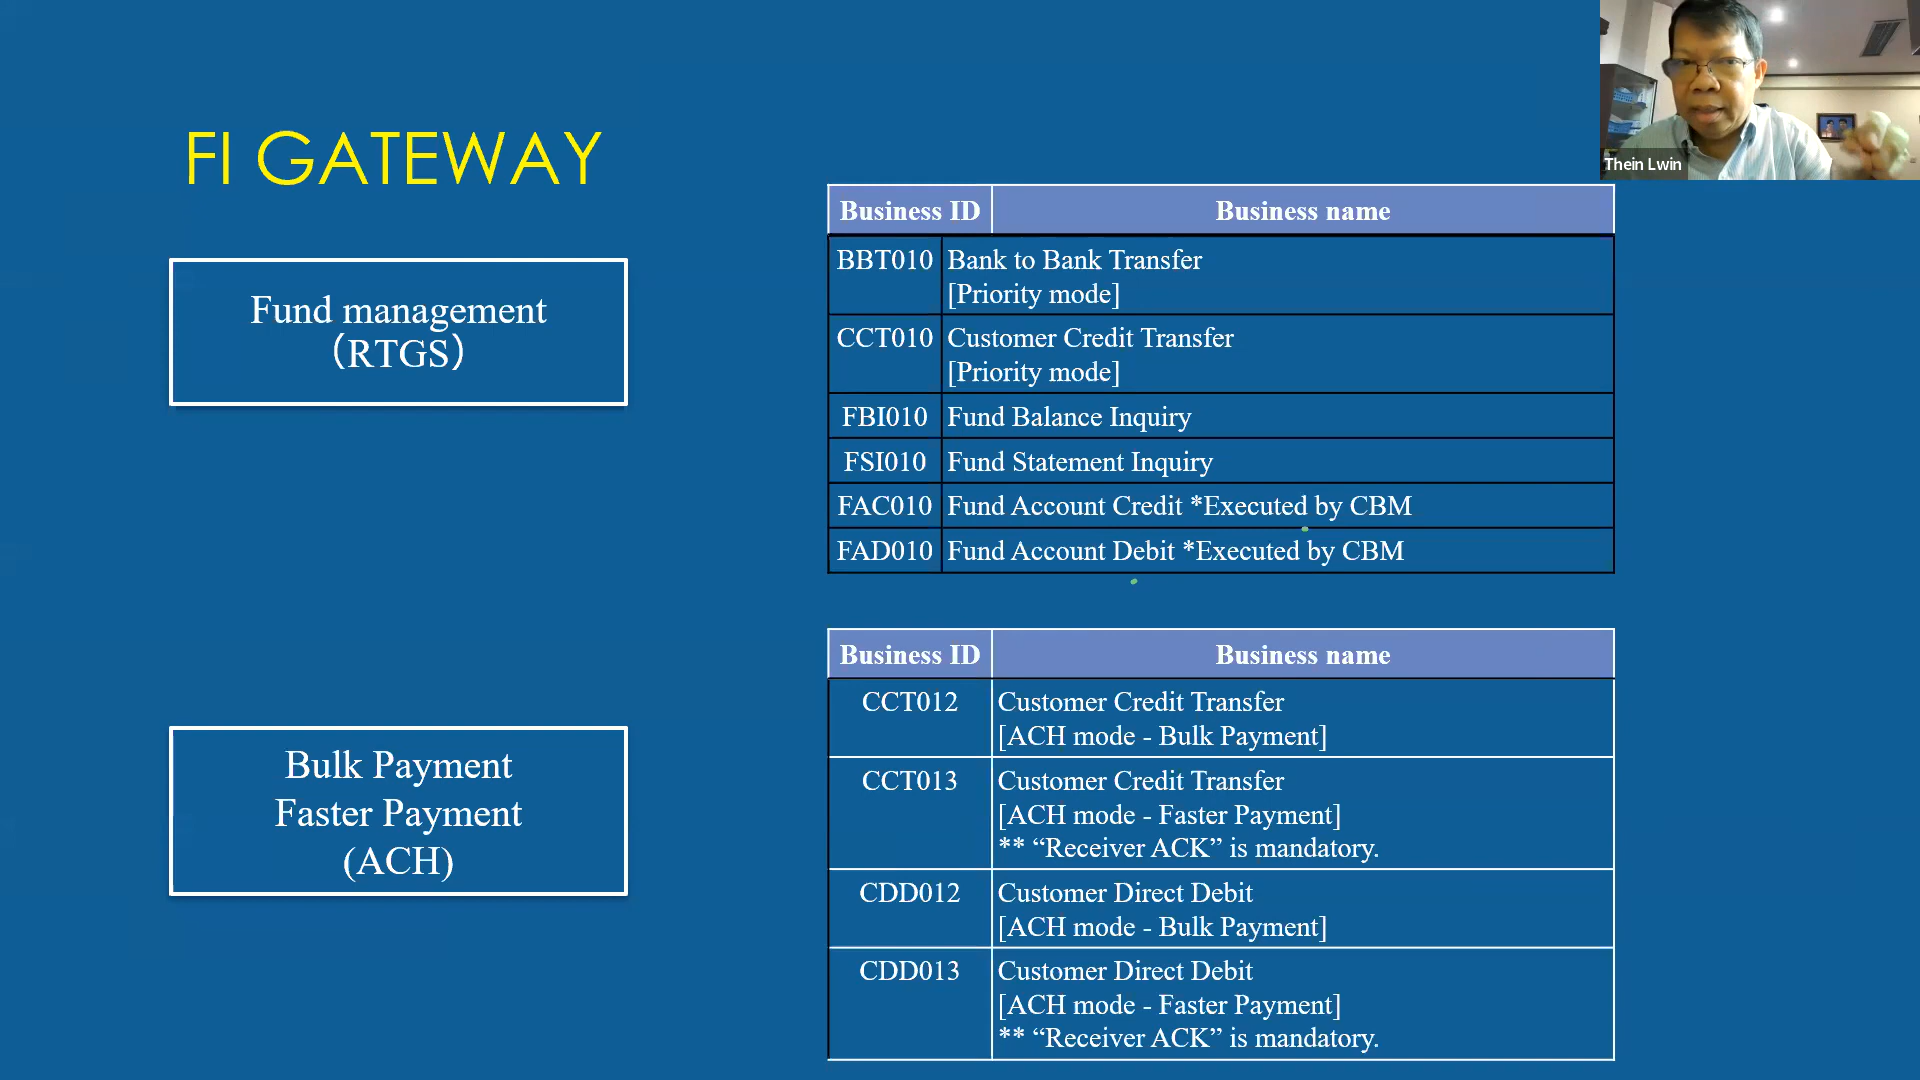 Thein Lwin
FI GATEWAY
Fund management
(RTGS)
Business ID Business name
BBT010 Bank to Bank Transfer
[Priority mode]
CCT010 Customer Credit Transfer
[Priority mode]
FBI010 Fund Balance Inquiry
FSI010 Fund Statement Inquiry
FAC010 Fund Account Credit *Executed by CBM
FAD010 Fund Account Debit *Executed by CBM
Bulk Payment
Faster Payment
(ACH)
Business ID Business name
CCT012 Customer Credit Transfer
[ACH mode - Bulk Payment]
CCT013 Customer Credit Transfer
[ACH mode - Faster Payment]
** “Receiver ACK” is mandatory.
CDD012 Customer Direct Debit
[ACH mode - Bulk Payment]
CDD013 Customer Direct Debit
[ACH mode - Faster Payment]
** “Receiver ACK” is mandatory.